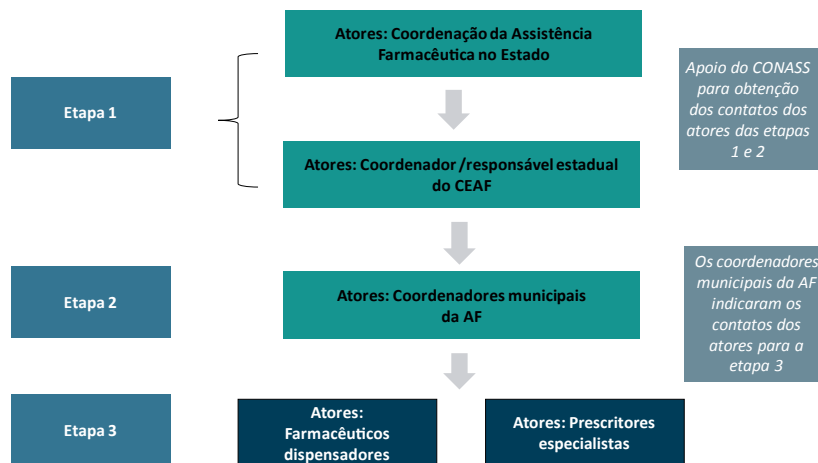 Atores: Coordenação da Assistência
Farmacêutica no Estado
Etapa 1
Apoio do CONASS
para obtenção
dos contatos dos
atores das etapas
1 e 2
Atores: Coordenador /responsável estadual
do CEAF
Etapa 2
Atores: Coordenadores municipais
da AF
Os coordenadores
municipais da AF
indicaram os
contatos dos
atores para a
etapa 3
Etapa 3
Atores:
Farmacêuticos
dispensadores
Atores: Prescritores
especialistas